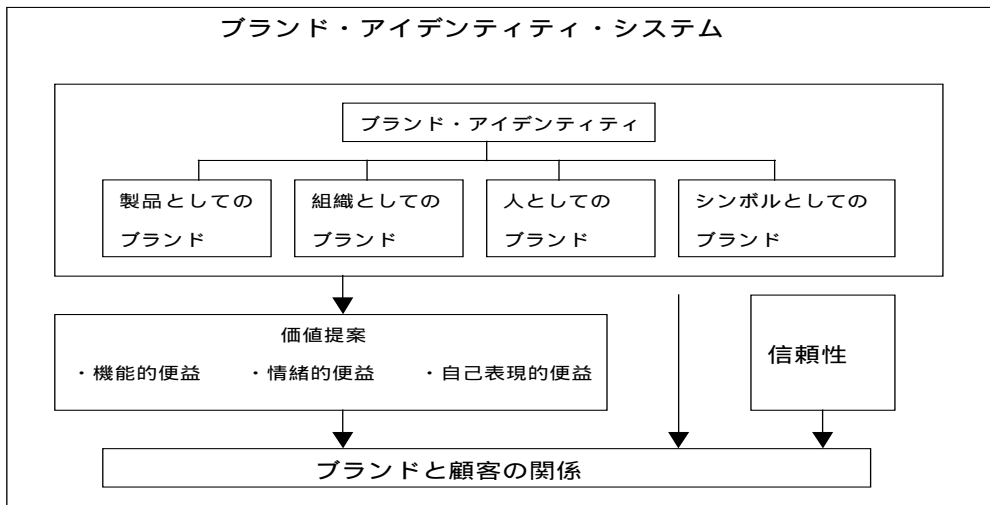 ブランド・アイデンティティ・システム
ブランド・アイデンティティ
製品としての
ブランド
組織としての
ブランド
人としての
ブランド
シンボルとしての
ブランド
価値提案
・機能的便益 ・情緒的便益 ・自己表現的便益
信頼性
ブランドと顧客の関係